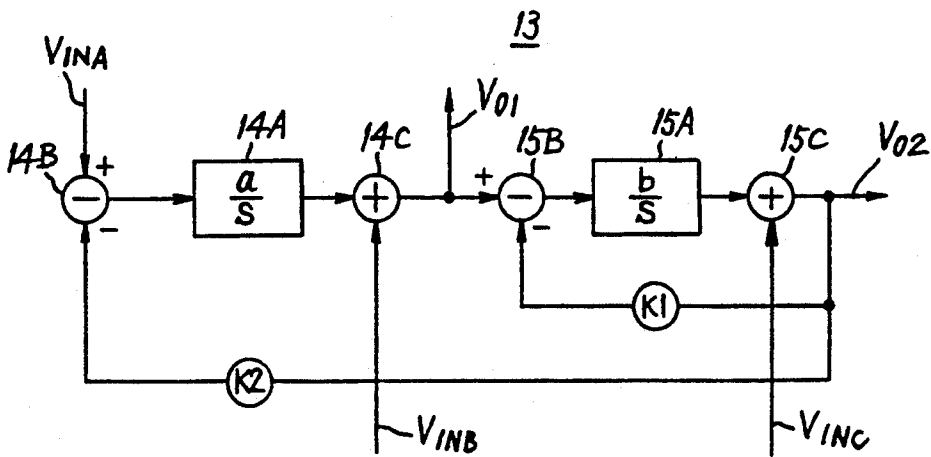 13
VINA
VO1
14A
14C
15B
15A
15C
VO2
14B
+
a
S
+
+
b
S
+
−
−
−
−
K1
K2
VINB
VINC